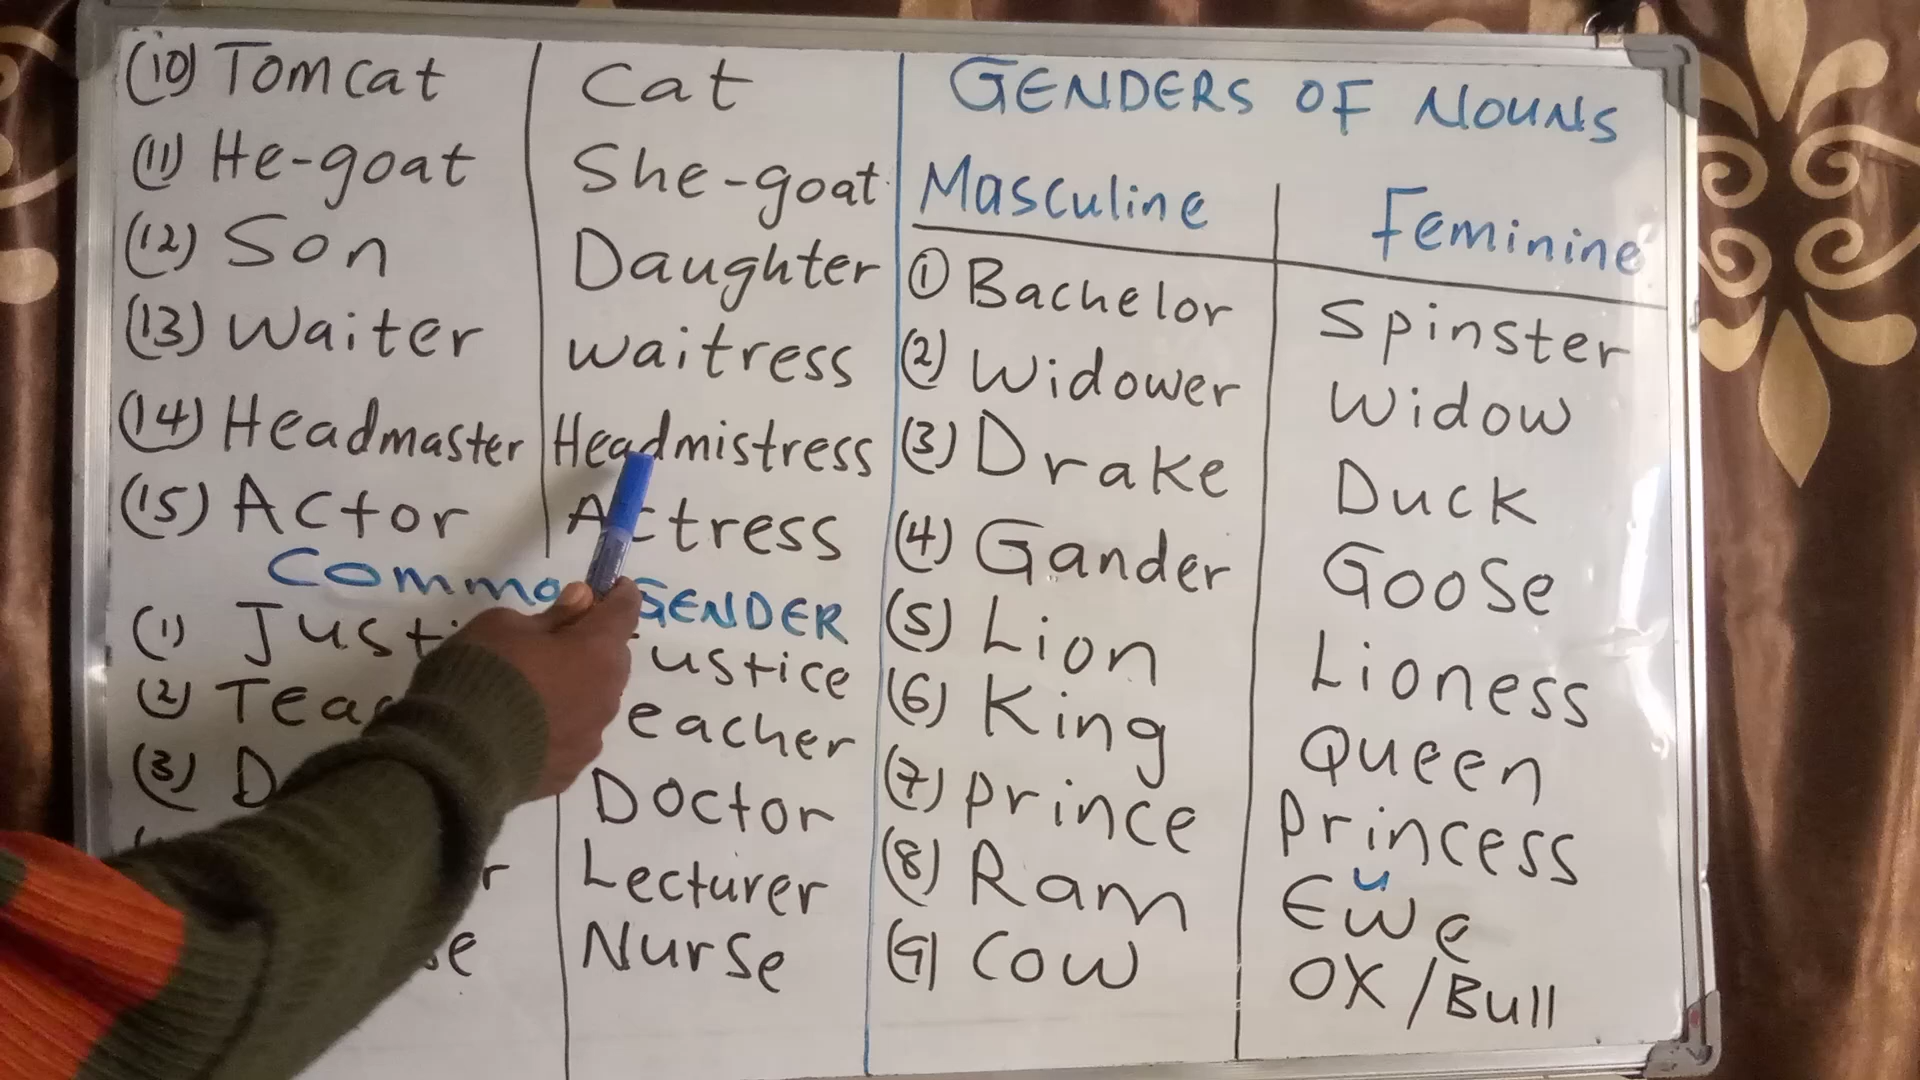 GENDERS OF NOUNS
Masculine Feminine
① Bachelor Spinster
(2) Widower Widow
(3) Drake Duck
(4) Gander Goose
(5) Lion Lioness
(6) King Queen
(7) Prince Princess
(8) Ram Ewe
(9) Cow OX/Bull
(10) Tomcat Cat
(11) He-goat She-goat
(12) Son Daughter
(13) Waiter Waitress
(14) Headmaster Headmistress
(15) Actor Actress
GENDER
(1)
(2)
(3) Doctor
Lecturer
Nurse